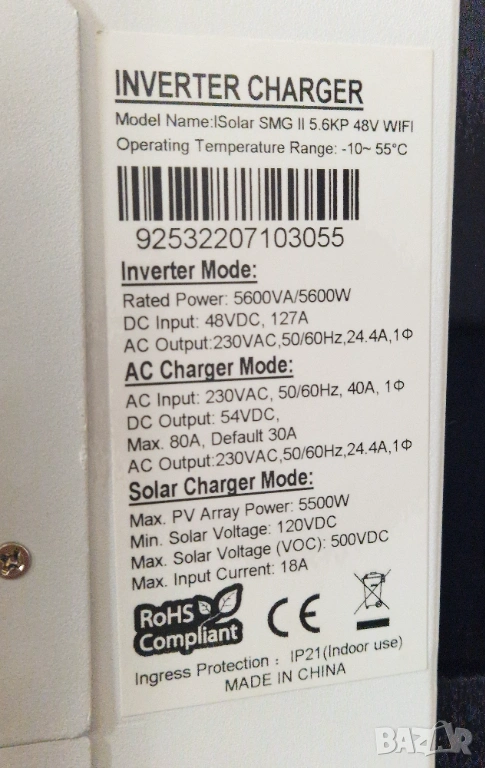 INVERTER CHARGER
Model Name:ISolar SMG II 5.6KP 48V WIFI
Operating Temperature Range: -10~ 55°C
92532207103055
Inverter Mode:
Rated Power: 5600VA/5600W
DC Input: 48VDC, 127A
AC Output:230VAC,50/60Hz,24.4A,1Φ
AC Charger Mode:
AC Input: 230VAC, 50/60Hz, 40A, 1Φ
DC Output: 54VDC,
Max. 80A, Default 30A
AC Output:230VAC,50/60Hz,24.4A,1Φ
Solar Charger Mode:
Max. PV Array Power: 5500W
Min. Solar Voltage: 120VDC
Max. Solar Voltage (VOC): 500VDC
Max. Input Current: 18A
RoHS
Compliant
CE
Ingress Protection : IP21(Indoor use)
MADE IN CHINA
BAZAR